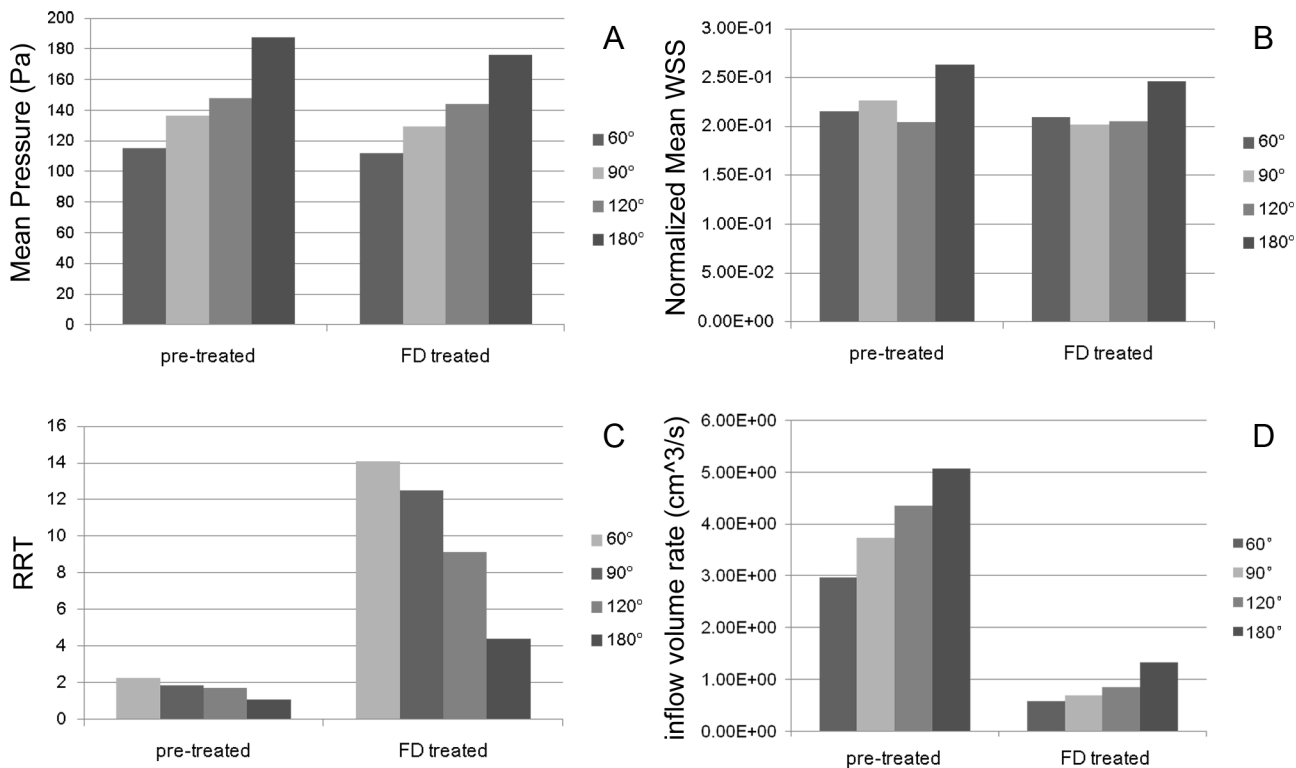 A
Mean Pressure (Pa)
200
180
160
140
120
100
80
60
40
20
0
pre-treated
FD treated
60°
90°
120°
180°
B
Normalized Mean WSS
3.00E-01
2.50E-01
2.00E-01
1.50E-01
1.00E-01
5.00E-02
0.00E+00
pre-treated
FD treated
60°
90°
120°
180°
C
RRT
16
14
12
10
8
6
4
2
0
pre-treated
FD treated
60°
90°
120°
180°
D
inflow volume rate (cm^3/s)
6.00E+00
5.00E+00
4.00E+00
3.00E+00
2.00E+00
1.00E+00
0.00E+00
pre-treated
FD treated
60°
90°
120°
180°